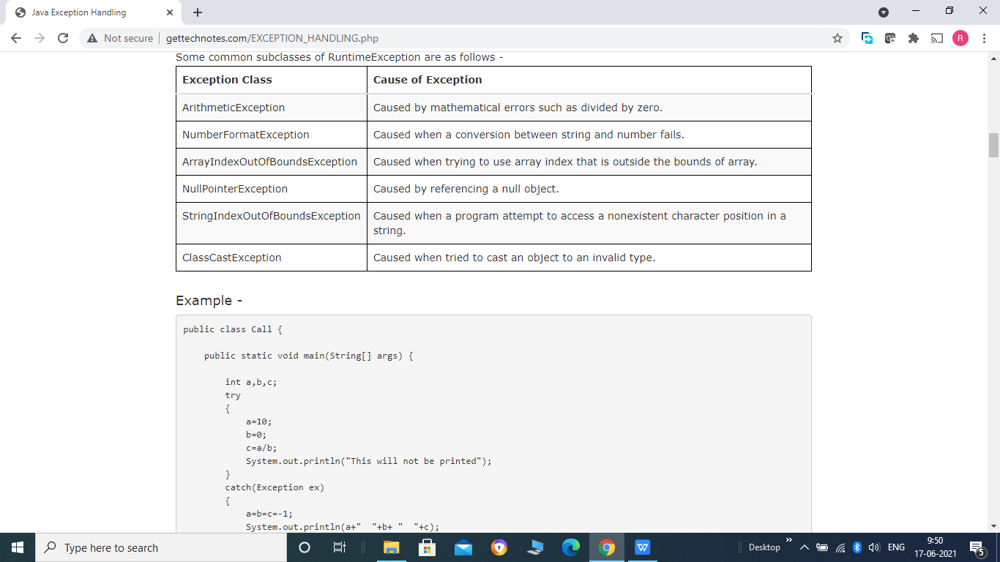 Java Exception Handling
Not secure gettechnotes.com/EXCEPTION_HANDLING.php
R
Some common subclasses of RuntimeException are as follows -
Exception Class Cause of Exception
ArithmeticException Caused by mathematical errors such as divided by zero.
NumberFormatException Caused when a conversion between string and number fails.
ArrayIndexOutOfBoundsException Caused when trying to use array index that is outside the bounds of array.
NullPointerException Caused by referencing a null object.
StringIndexOutOfBoundsException Caused when a program attempt to access a nonexistent character position in a
string.
ClassCastException Caused when tried to cast an object to an invalid type.
Example -
public class Call {
public static void main(String[] args) {
int a,b,c;
try
{
a=10;
b=0;
c=a/b;
System.out.println("This will not be printed");
}
catch(Exception ex)
{
a=b=c=-1;
System.out.println(a+"  "+b+ "  "+c);
Type here to search
W
Desktop
ENG
9:50
17-06-2021
5